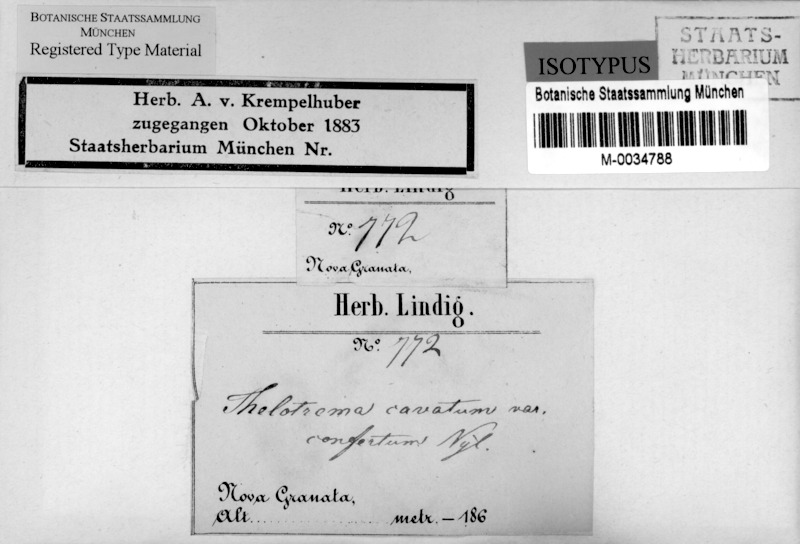 BOTANISCHE STAATSSAMMLUNG
MÜNCHEN
Registered Type Material
Herb. A. v. Krempelhuber
zugegangen Oktober 1883
Staatsherbarium München Nr.
ISOTYPUS
STAATS-
HERBARIUM
MÜNCHEN
Botanische Staatssammlung München
M-0034788
Herb. Lindig
No. 772
Nova Granata,
Herb. Lindig.
No. 772
Thelotrema cavatum var.
confertum Nyl.
Nova Granata,
Alt. metr. – 186